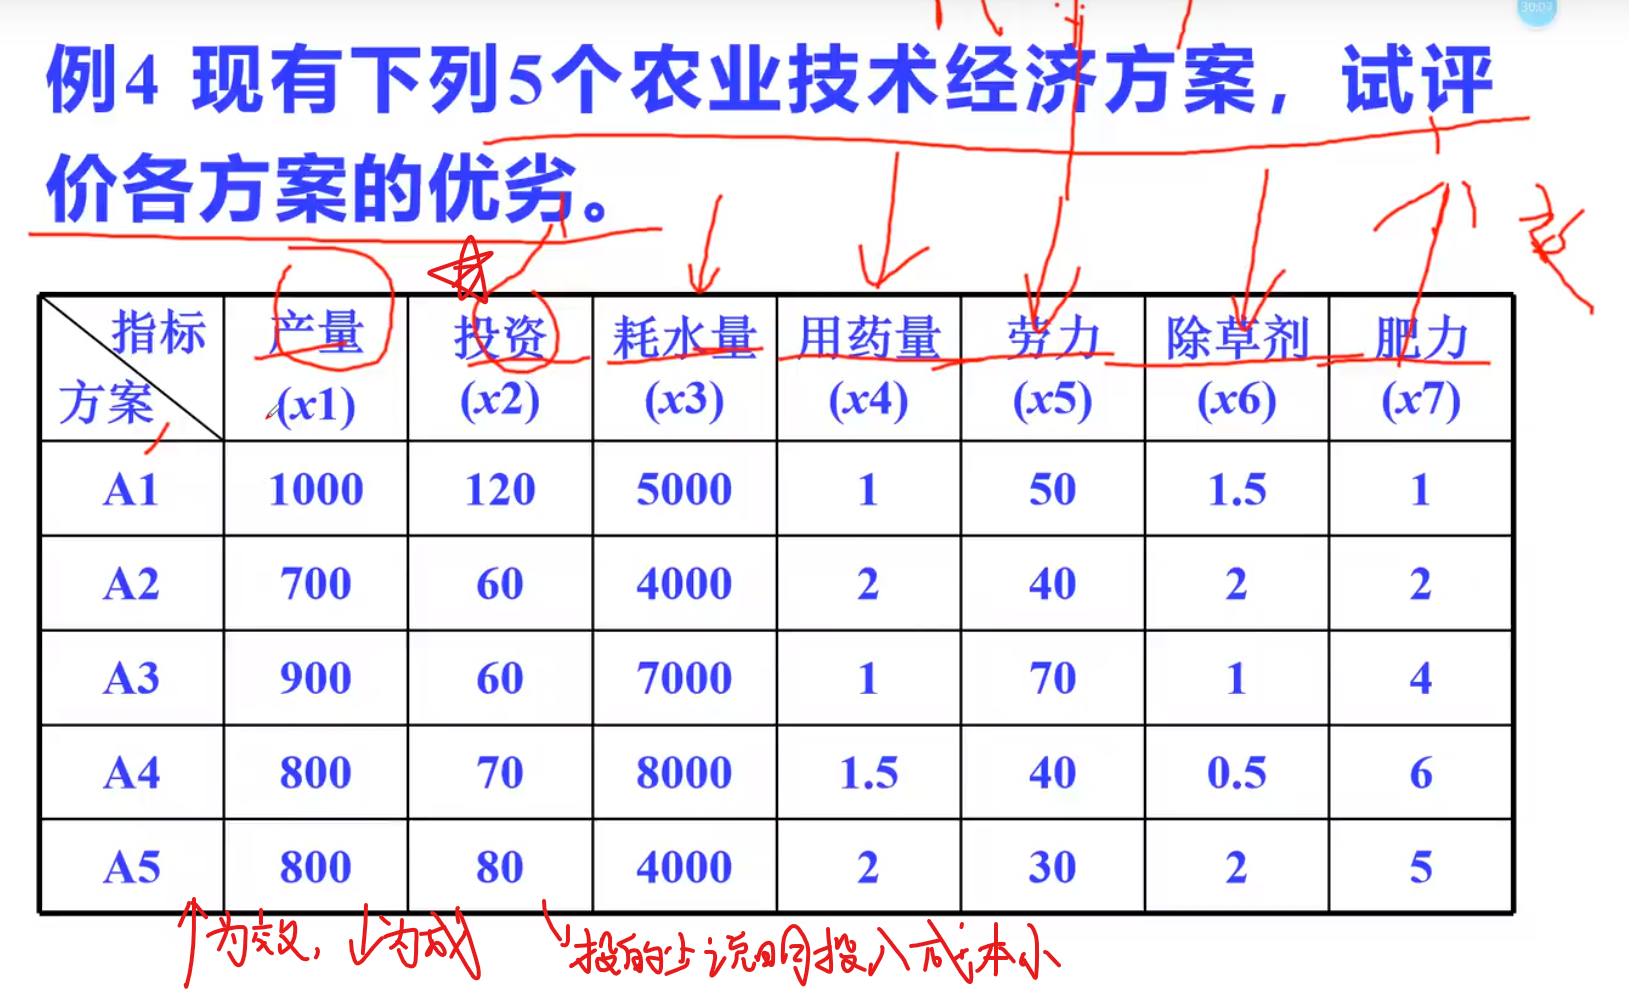 30:03
例4 现有下列5个农业技术经济方案，试评
价各方案的优劣。
指标 产量 投资 耗水量 用药量 劳力 除草剂 肥力
方案 (x1) (x2) (x3) (x4) (x5) (x6) (x7)
A1 1000 120 5000 1 50 1.5 1
A2 700 60 4000 2 40 2 2
A3 900 60 7000 1 70 1 4
A4 800 70 8000 1.5 40 0.5 6
A5 800 80 4000 2 30 2 5
↑为效，↓为成 投的少说明投入成本小